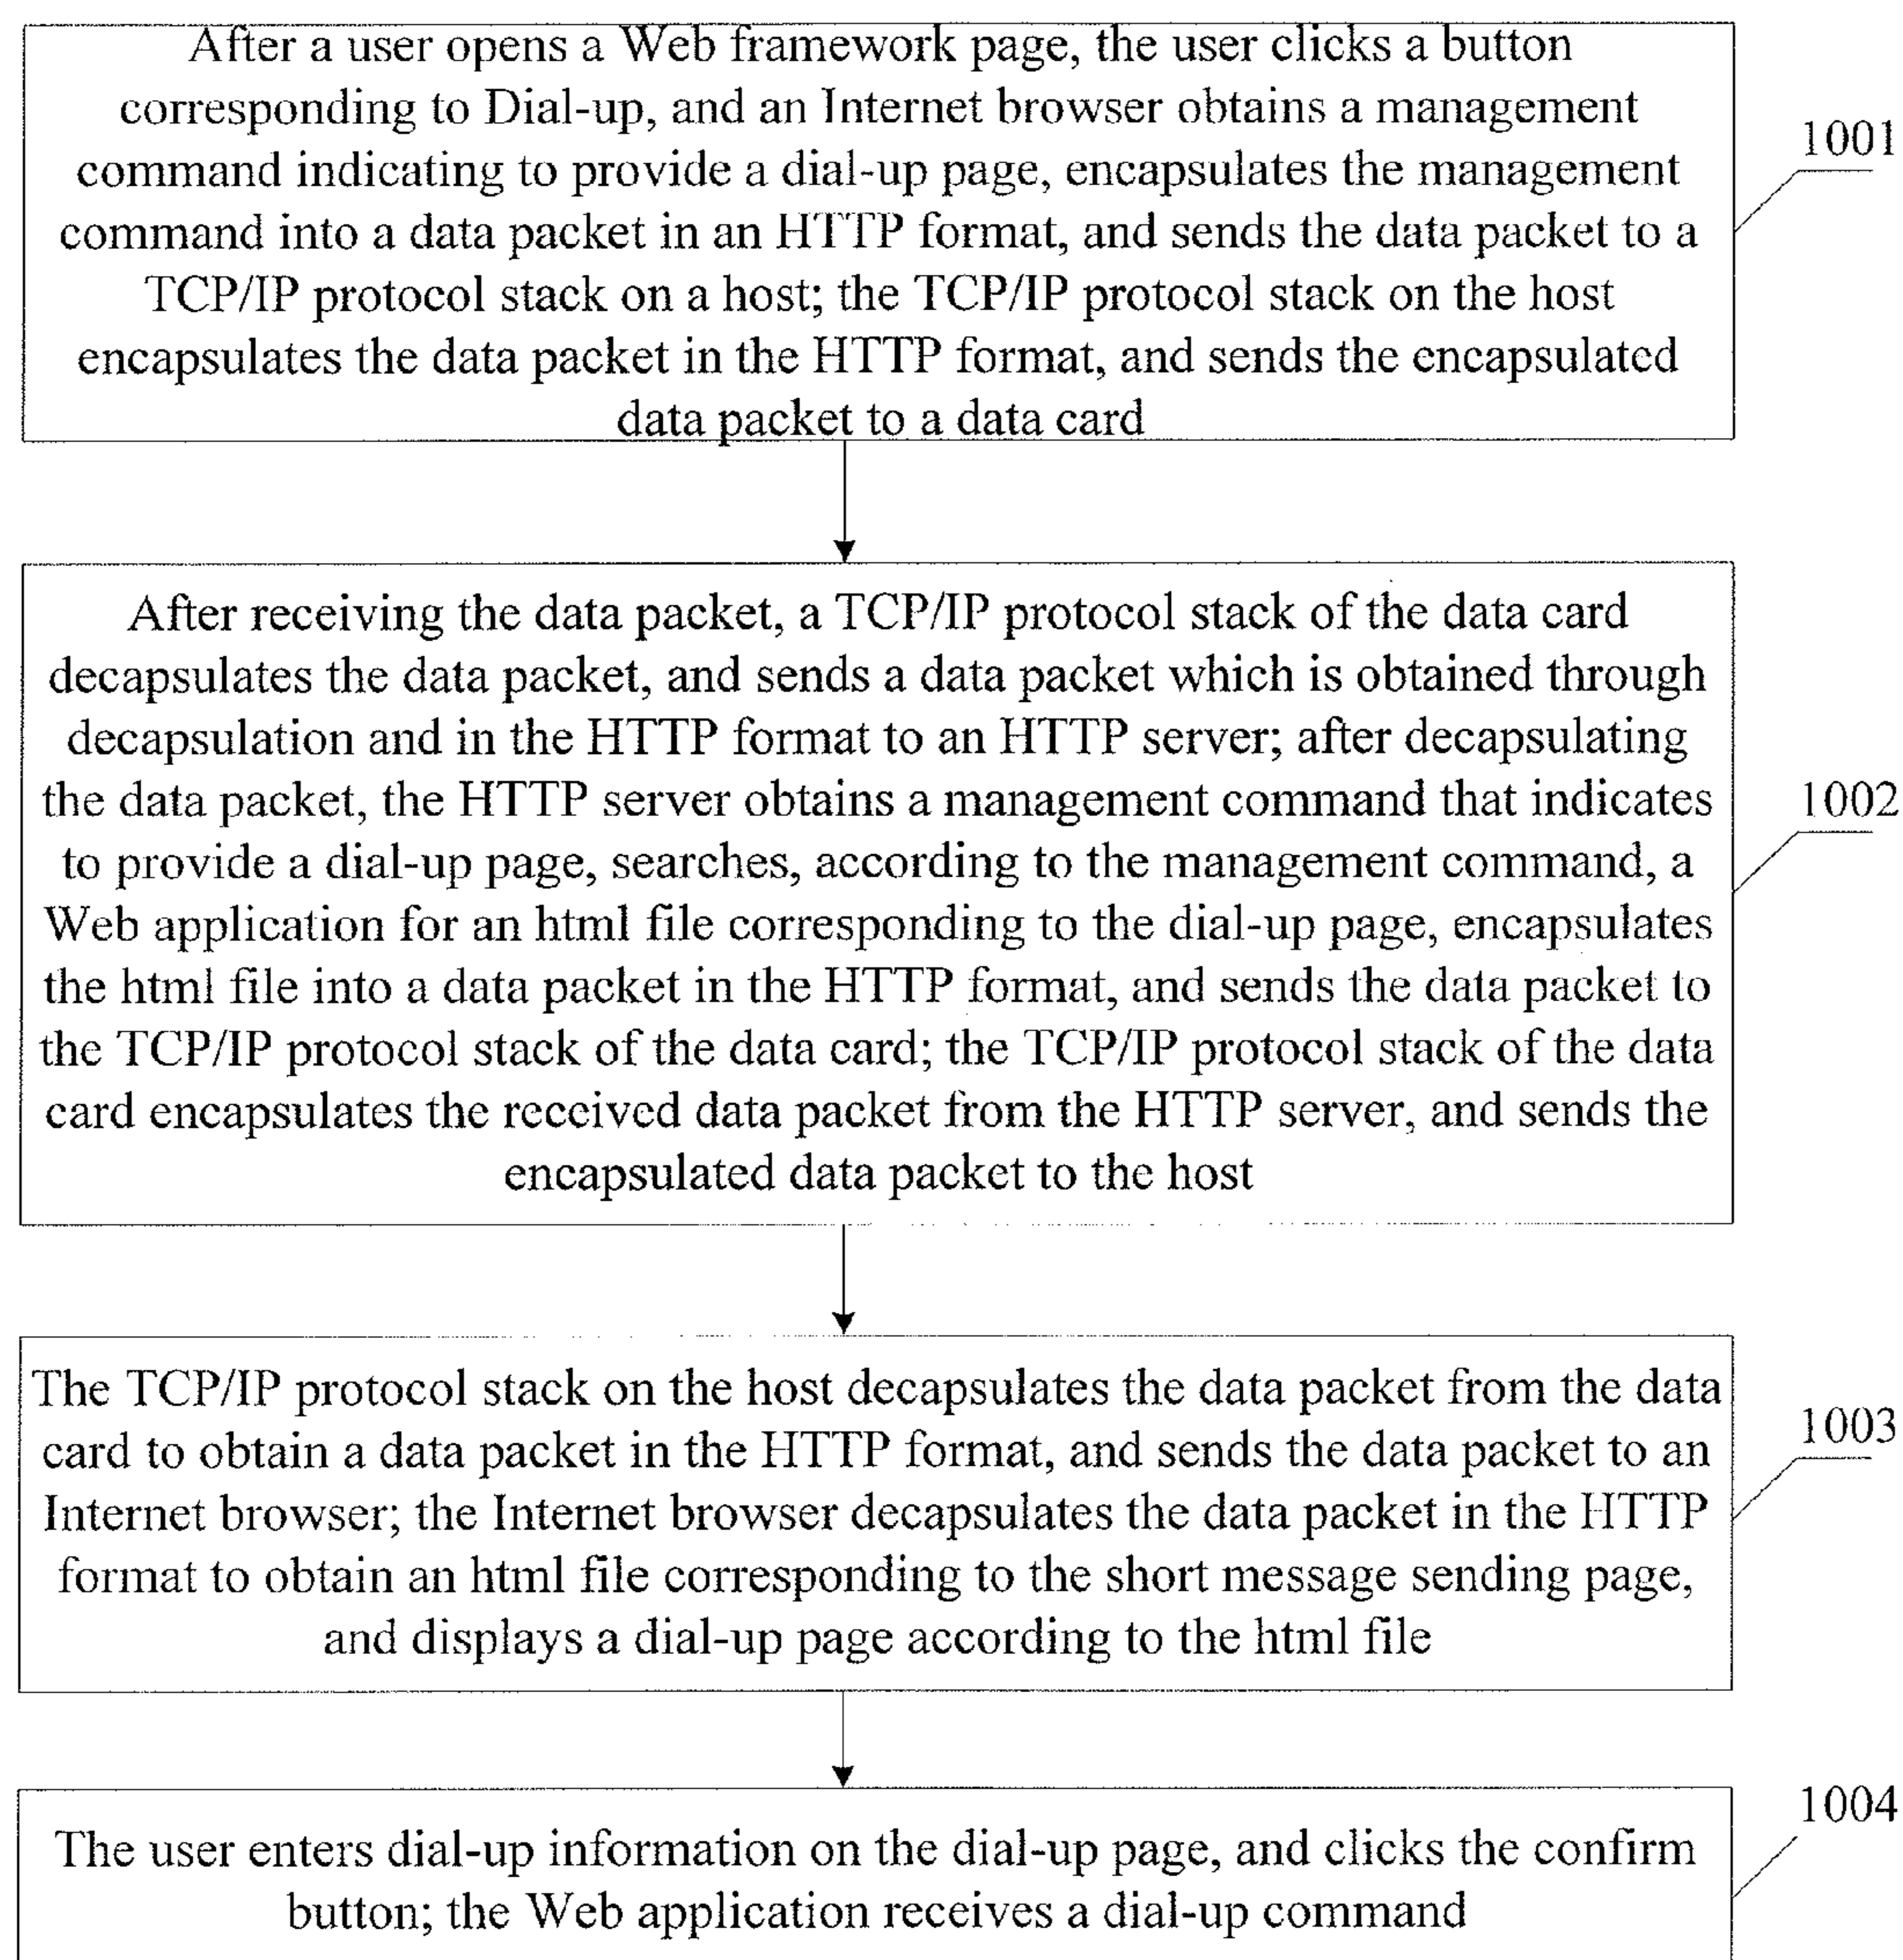 After a user opens a Web framework page, the user clicks a button
corresponding to Dial-up, and an Internet browser obtains a management
command indicating to provide a dial-up page, encapsulates the management
command into a data packet in an HTTP format, and sends the data packet to a
TCP/IP protocol stack on a host; the TCP/IP protocol stack on the host
encapsulates the data packet in the HTTP format, and sends the encapsulated
data packet to a data card
1001
After receiving the data packet, a TCP/IP protocol stack of the data card
decapsulates the data packet, and sends a data packet which is obtained through
decapsulation and in the HTTP format to an HTTP server; after decapsulating
the data packet, the HTTP server obtains a management command that indicates
to provide a dial-up page, searches, according to the management command, a
Web application for an html file corresponding to the dial-up page, encapsulates
the html file into a data packet in the HTTP format, and sends the data packet to
the TCP/IP protocol stack of the data card; the TCP/IP protocol stack of the data
card encapsulates the received data packet from the HTTP server, and sends the
encapsulated data packet to the host
1002
The TCP/IP protocol stack on the host decapsulates the data packet from the data
card to obtain a data packet in the HTTP format, and sends the data packet to an
Internet browser; the Internet browser decapsulates the data packet in the HTTP
format to obtain an html file corresponding to the short message sending page,
and displays a dial-up page according to the html file
1003
The user enters dial-up information on the dial-up page, and clicks the confirm
button; the Web application receives a dial-up command
1004